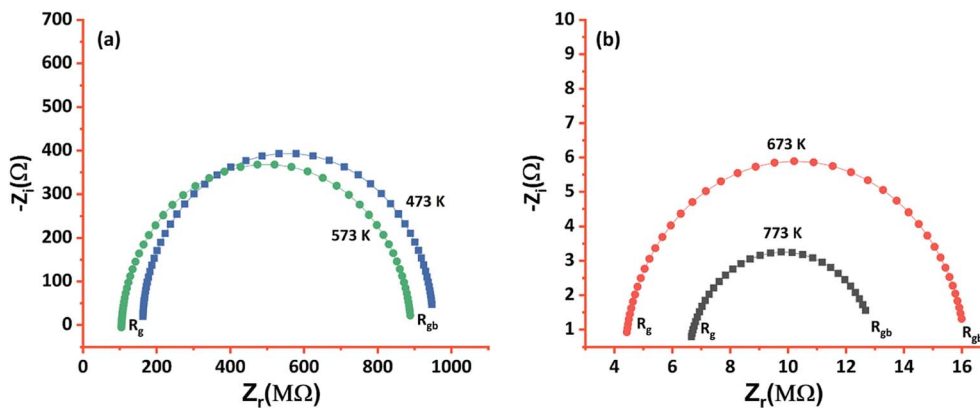 (a)
700
600
500
400
300
200
100
0
-Zi(Ω)
473 K
573 K
Rg
Rgb
0 200 400 600 800 1000
Zr(MΩ)
(b)
10
9
8
7
6
5
4
3
2
1
-Zi(Ω)
673 K
773 K
Rg
Rg
Rgb
Rgb
4 6 8 10 12 14 16
Zr(MΩ)